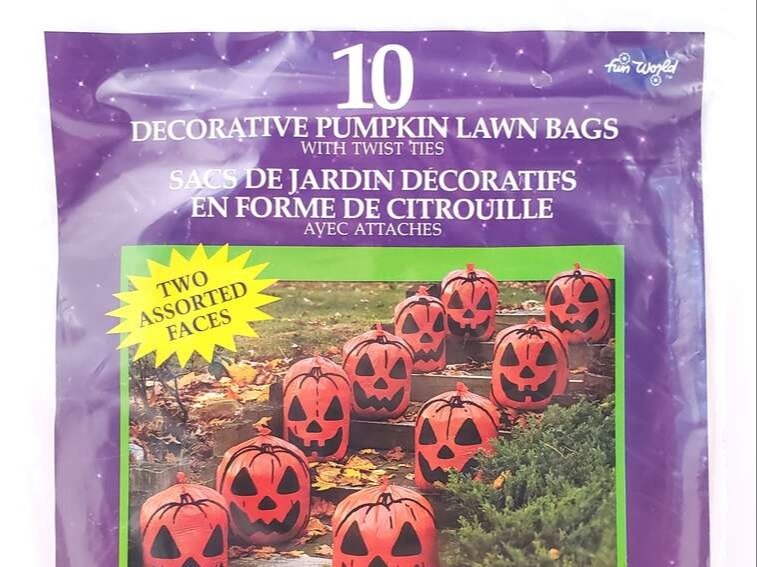 10
fun World
TM
DECORATIVE PUMPKIN LAWN BAGS
WITH TWIST TIES
SACS DE JARDIN DÉCORATIFS
EN FORME DE CITROUILLE
AVEC ATTACHES
TWO
ASSORTED
FACES